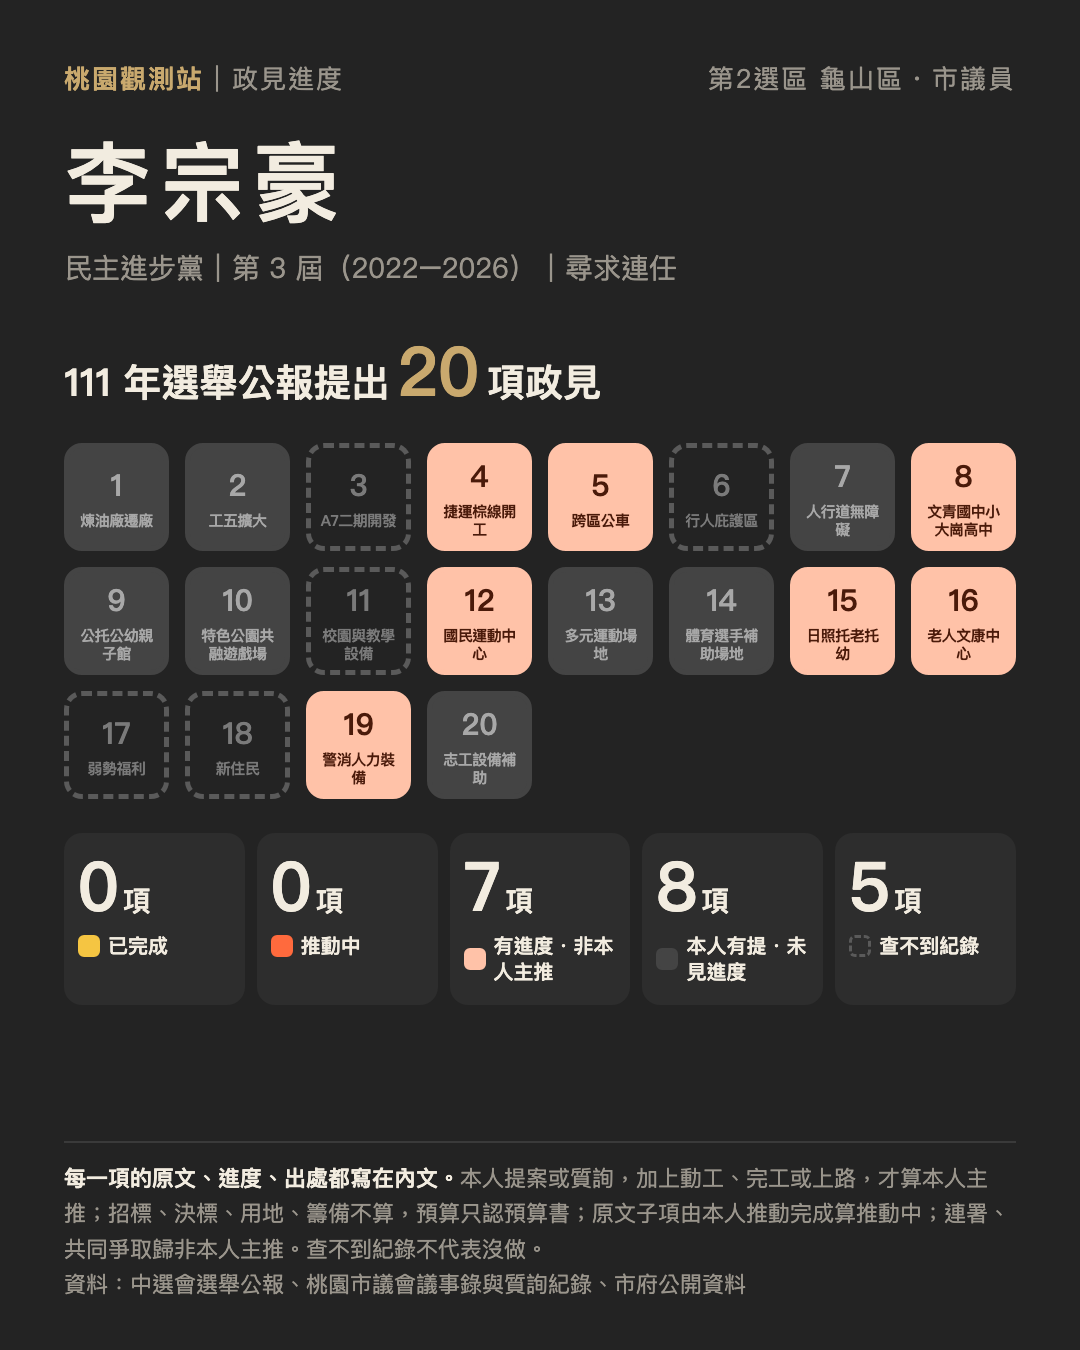 桃園觀測站｜政見進度
第2選區 龜山區・市議員
李宗豪
民主進步黨｜第 3 屆（2022–2026）｜尋求連任
111 年選舉公報提出 20 項政見
1
煉油廠遷廠
2
工五擴大
3
A7二期開發
4
捷運棕線開
工
5
跨區公車
6
行人庇護區
7
人行道無障
礙
8
文青國中小
大崗高中
9
公托公幼親
子館
10
特色公園共
融遊戲場
11
校園與教學
設備
12
國民運動中
心
13
多元運動場
地
14
體育選手補
助場地
15
日照托老托
幼
16
老人文康中
心
17
弱勢福利
18
新住民
19
警消人力裝
備
20
志工設備補
助
0項
已完成
0項
推動中
7項
有進度・非本
人主推
8項
本人有提・未
見進度
5項
查不到紀錄
每一項的原文、進度、出處都寫在內文。本人提案或質詢，加上動工、完工或上路，才算本人主
推；招標、決標、用地、籌備不算，預算只認預算書；原文子項由本人推動完成算推動中；連署、
共同爭取歸非本人主推。查不到紀錄不代表沒做。
資料：中選會選舉公報、桃園市議會議事錄與質詢紀錄、市府公開資料